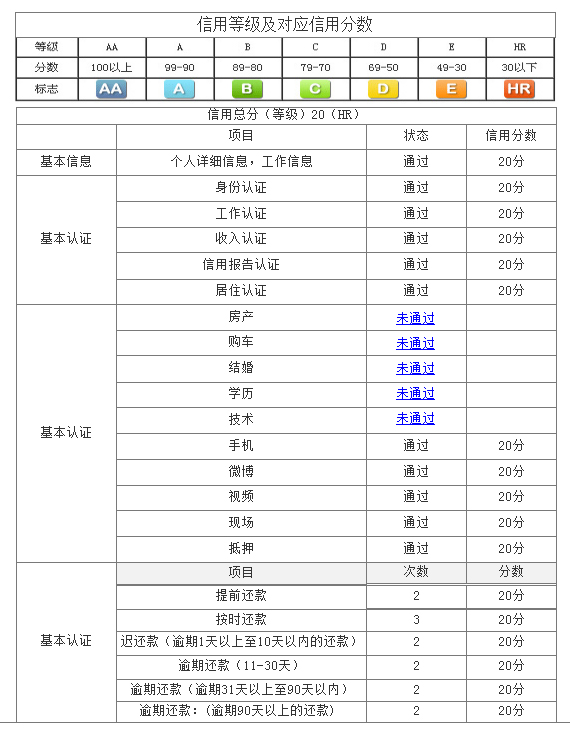 信用等级及对应信用分数
等级 AA A B C D E HR
分数 100以上 99-90 89-80 79-70 69-50 49-30 30以下
标志 AA A B C D E HR
信用总分（等级）20（HR）
项目 状态 信用分数
基本信息 个人详细信息，工作信息 通过 20分
身份认证 通过 20分
工作认证 通过 20分
基本认证 收入认证 通过 20分
信用报告认证 通过 20分
居住认证 通过 20分
房产 未通过
购车 未通过
结婚 未通过
学历 未通过
技术 未通过
基本认证
手机 通过 20分
微博 通过 20分
视频 通过 20分
现场 通过 20分
抵押 通过 20分
项目 次数 分数
提前还款 2 20分
按时还款 3 20分
基本认证 迟还款（逾期1天以上至10天以内的还款） 2 20分
逾期还款（11-30天） 2 20分
逾期还款（逾期31天以上至90天以内） 2 20分
逾期还款：(逾期90天以上的还款) 2 20分